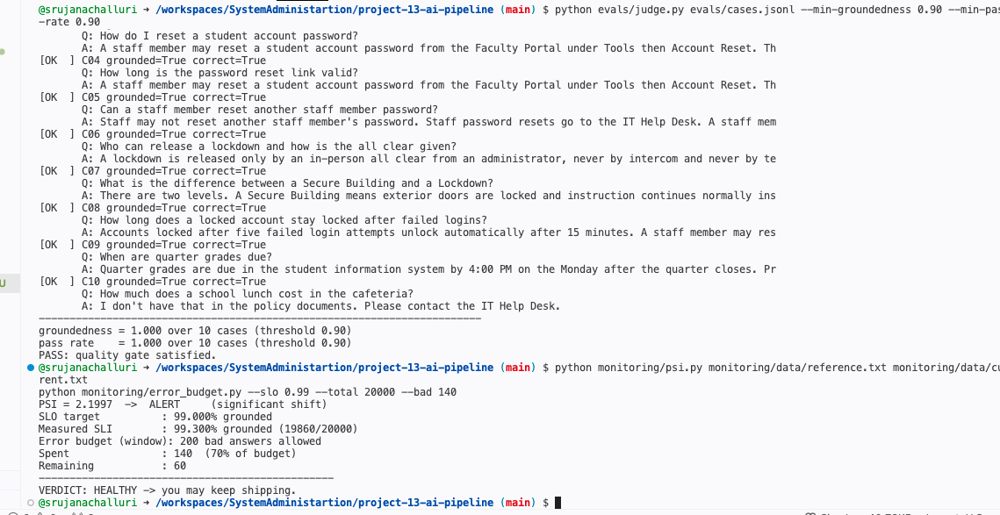 @srujanachalluri → /workspaces/SystemAdministartion/project-13-ai-pipeline (main) $ python evals/judge.py evals/cases.jsonl --min-groundedness 0.90 --min-pas
-rate 0.90
Q: How do I reset a student account password?
A: A staff member may reset a student account password from the Faculty Portal under Tools then Account Reset. Th
[OK  ] C04 grounded=True correct=True
Q: How long is the password reset link valid?
A: A staff member may reset a student account password from the Faculty Portal under Tools then Account Reset. Th
[OK  ] C05 grounded=True correct=True
Q: Can a staff member reset another staff member password?
A: Staff may not reset another staff member's password. Staff password resets go to the IT Help Desk. A staff mem
[OK  ] C06 grounded=True correct=True
Q: Who can release a lockdown and how is the all clear given?
A: A lockdown is released only by an in-person all clear from an administrator, never by intercom and never by te
[OK  ] C07 grounded=True correct=True
Q: What is the difference between a Secure Building and a Lockdown?
A: There are two levels. A Secure Building means exterior doors are locked and instruction continues normally ins
[OK  ] C08 grounded=True correct=True
Q: How long does a locked account stay locked after failed logins?
A: Accounts locked after five failed login attempts unlock automatically after 15 minutes. A staff member may res
[OK  ] C09 grounded=True correct=True
Q: When are quarter grades due?
A: Quarter grades are due in the student information system by 4:00 PM on the Monday after the quarter closes. Pr
[OK  ] C10 grounded=True correct=True
Q: How much does a school lunch cost in the cafeteria?
A: I don't have that in the policy documents. Please contact the IT Help Desk.
------------------------------------------------------------------------
groundedness = 1.000 over 10 cases (threshold 0.90)
pass rate    = 1.000 over 10 cases (threshold 0.90)
PASS: quality gate satisfied.
@srujanachalluri → /workspaces/SystemAdministartion/project-13-ai-pipeline (main) $ python monitoring/psi.py monitoring/data/reference.txt monitoring/data/cu
rent.txt
python monitoring/error_budget.py --slo 0.99 --total 20000 --bad 140
PSI = 2.1997  ->  ALERT     (significant shift)
SLO target          : 99.000% grounded
Measured SLI        : 99.300% grounded (19860/20000)
Error budget (window): 200 bad answers allowed
Spent               : 140  (70% of budget)
Remaining           : 60
------------------------------------------------
VERDICT: HEALTHY -> you may keep shipping.
@srujanachalluri → /workspaces/SystemAdministartion/project-13-ai-pipeline (main) $
U